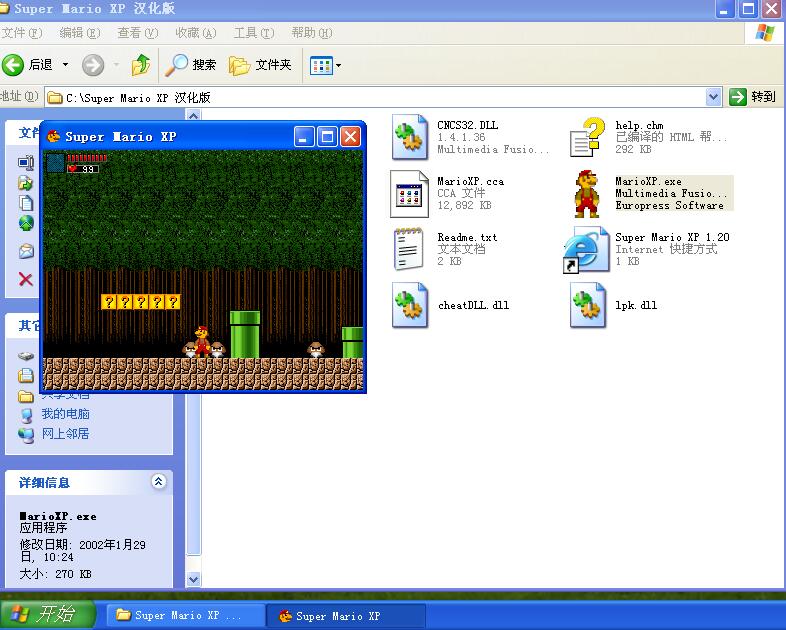 Super Mario XP 汉化版
文件(F) 编辑(E) 查看(V) 收藏(A) 工具(T) 帮助(H)
后退 搜索 文件夹
地址(D) C:\Super Mario XP 汉化版 转到
文件
Super Mario XP
99
? ? ? ? ?
其它
共享文档
我的电脑
网上邻居
详细信息
MarioXP.exe
应用程序
修改日期: 2002年1月29
日, 10:24
大小: 270 KB
CNCS32.DLL
1.4.1.36
Multimedia Fusio...
help.chm
已编译的 HTML 帮...
292 KB
MarioXP.cca
CCA 文件
12,892 KB
MarioXP.exe
Multimedia Fusio...
Europress Software
Readme.txt
文本文档
2 KB
Super Mario XP 1.20
Internet 快捷方式
1 KB
cheatDLL.dll
lpk.dll
开始 Super Mario XP ... Super Mario XP